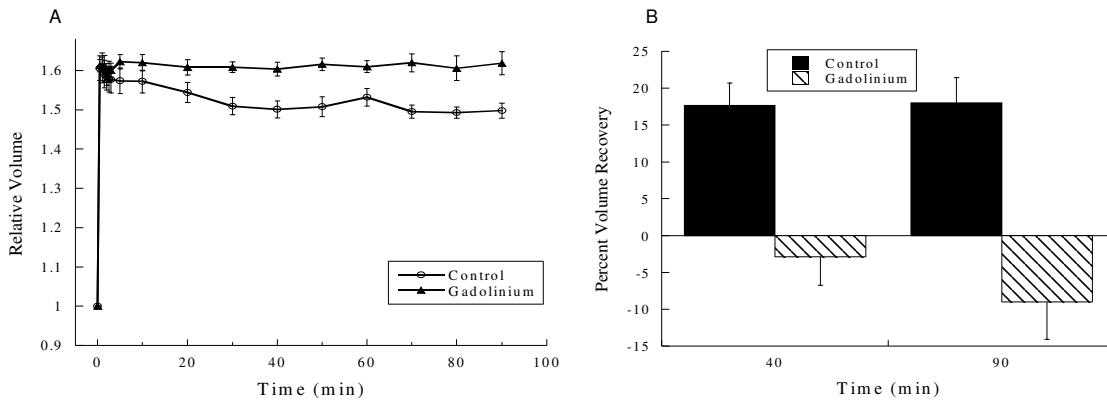 A
Relative Volume
1.6
1.5
1.4
1.3
1.2
1.1
1
0.9
0
20
40
60
80
100
Time (min)
Control
Gadolinium
B
Percent Volume Recovery
25
20
15
10
5
0
-5
-10
-15
40
90
Time (min)
Control
Gadolinium